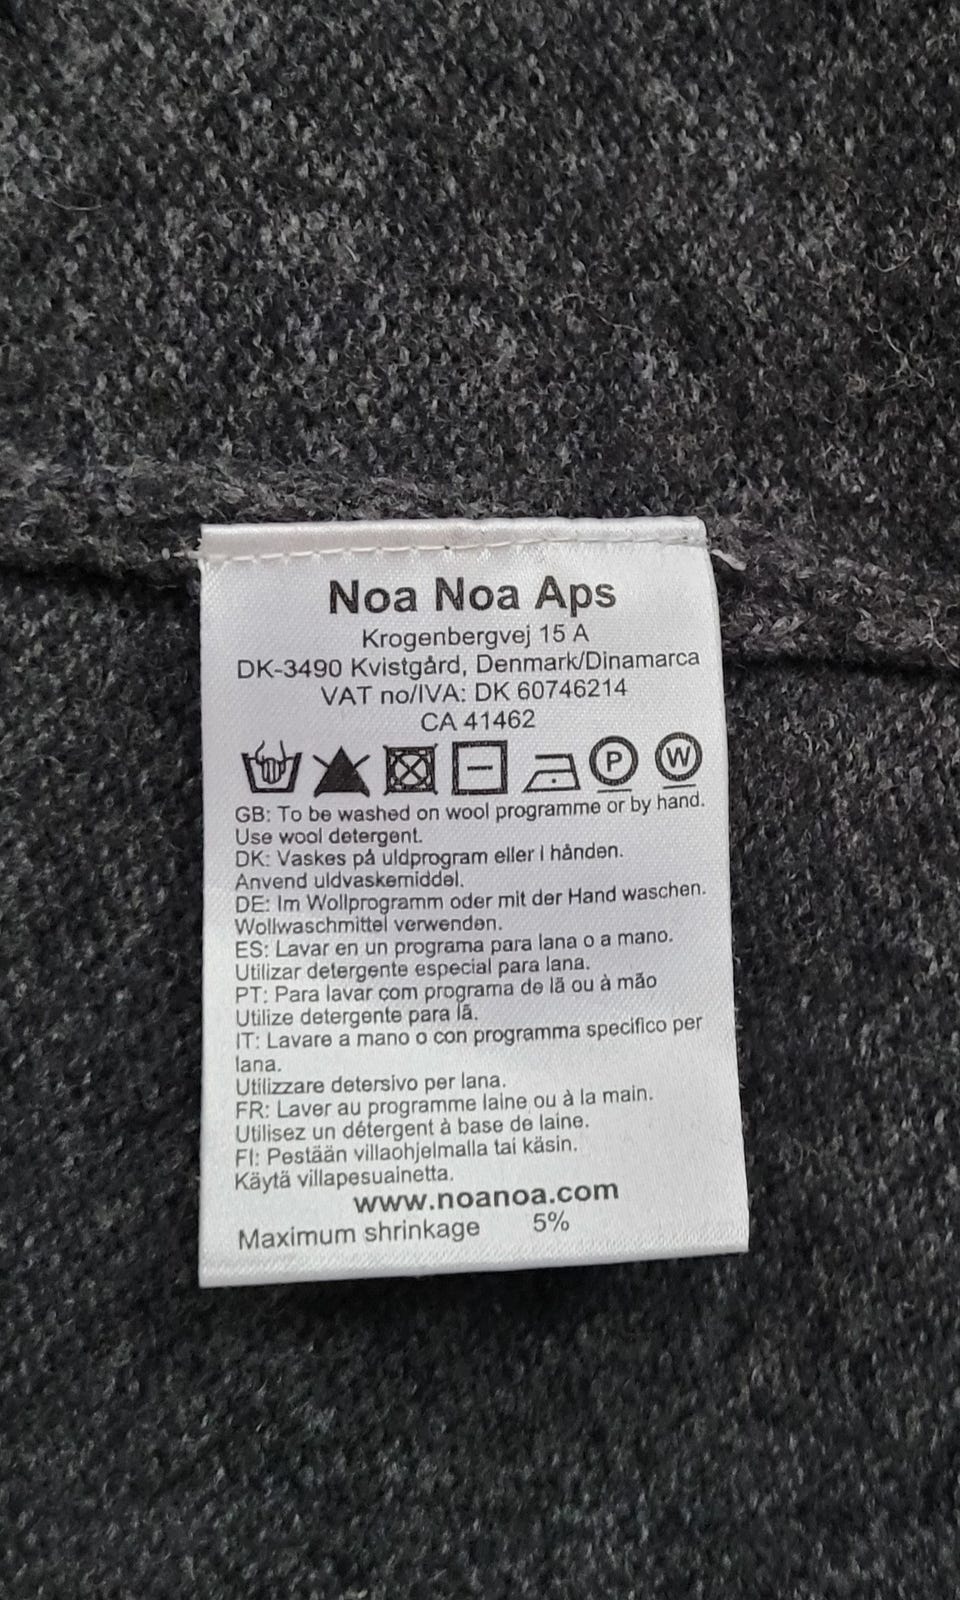 Noa Noa Aps
Krogenbergvej 15 A
DK-3490 Kvistgård, Denmark/Dinamarca
VAT no/IVA: DK 60746214
CA 41462
P W
GB: To be washed on wool programme or by hand.
Use wool detergent.
DK: Vaskes på uldprogram eller i hånden.
Anvend uldvaskemiddel.
DE: Im Wollprogramm oder mit der Hand waschen.
Wollwaschmittel verwenden.
ES: Lavar en un programa para lana o a mano.
Utilizar detergente especial para lana.
PT: Para lavar com programa de lã ou à mão
Utilize detergente para lã.
IT: Lavare a mano o con programma specifico per
lana.
Utilizzare detersivo per lana.
FR: Laver au programme laine ou à la main.
Utilisez un détergent à base de laine.
FI: Pestään villaohjelmalla tai käsin.
Käytä villapesuainetta.
www.noanoa.com
Maximum shrinkage 5%